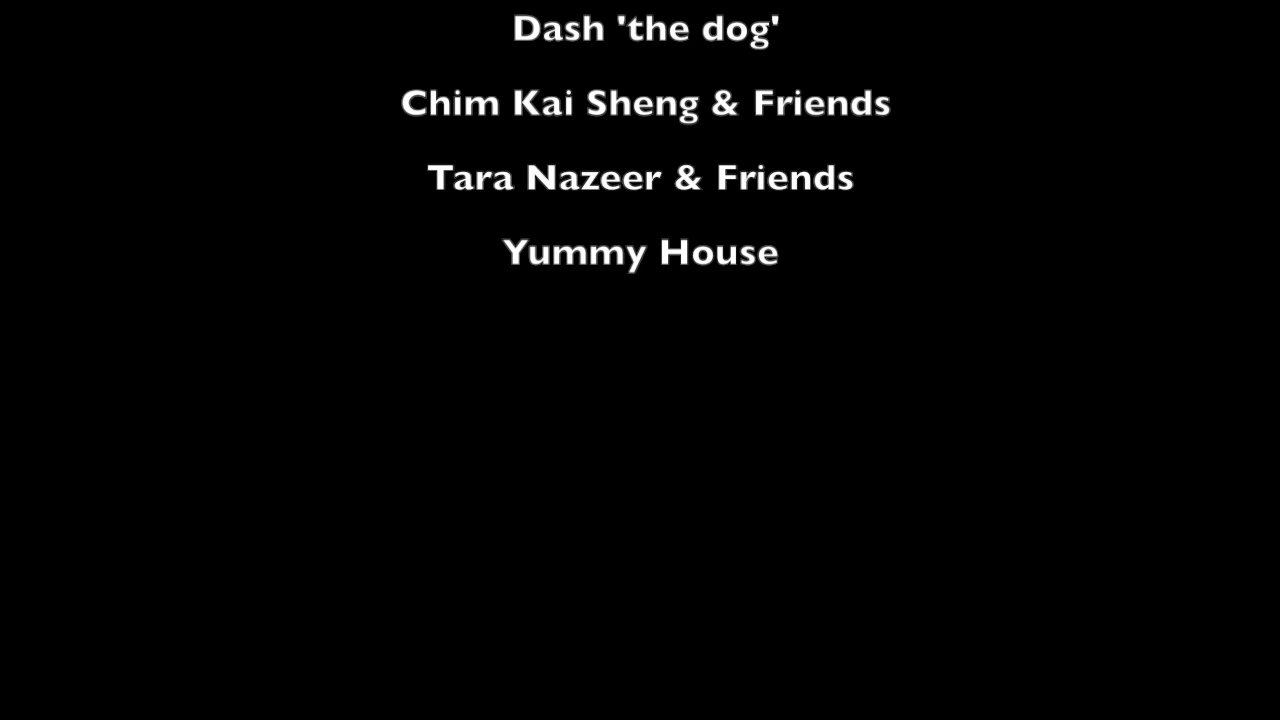 Dash 'the dog'
Chim Kai Sheng & Friends
Tara Nazeer & Friends
Yummy House